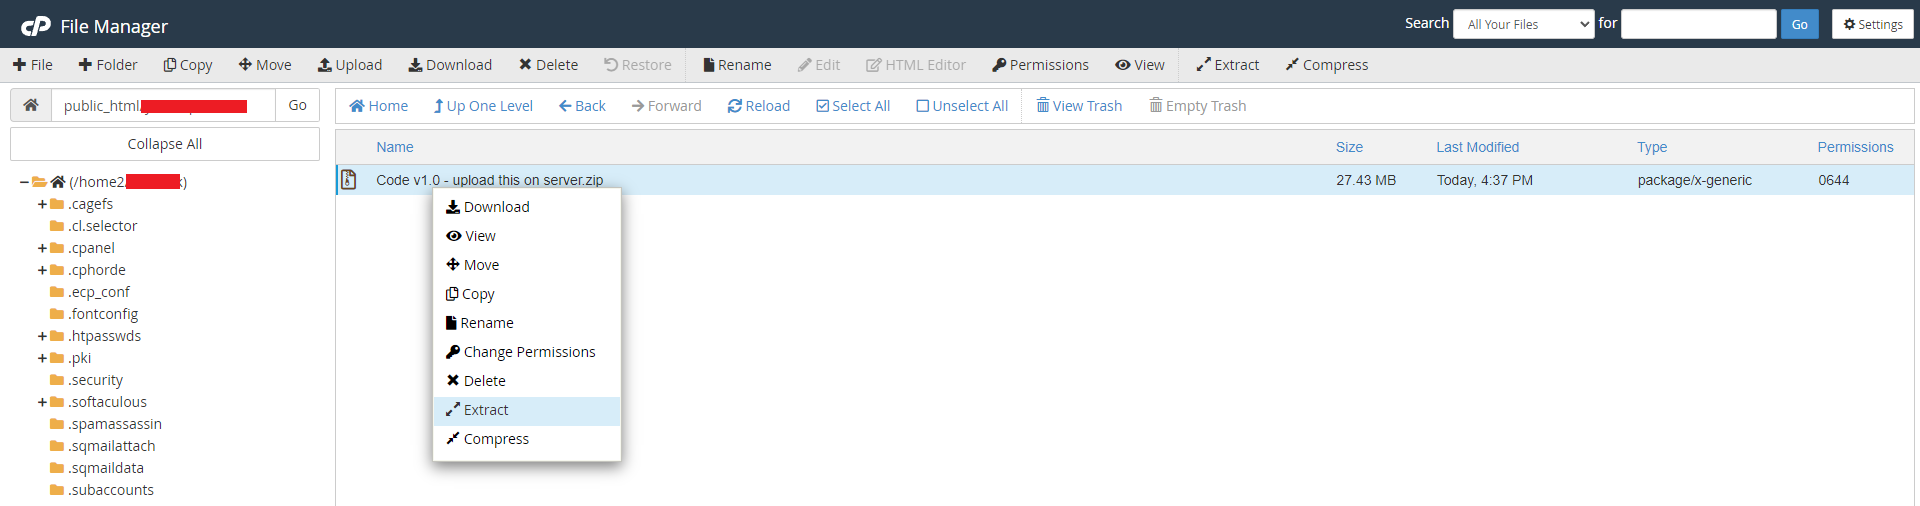 cP File Manager Search All Your Files for Go Settings
File Folder Copy Move Upload Download Delete Restore Rename Edit HTML Editor Permissions View Extract Compress
public_html Go Home Up One Level Back Forward Reload Select All Unselect All View Trash Empty Trash
Collapse All
Name Size Last Modified Type Permissions
Code v1.0 - upload this on server.zip 27.43 MB Today, 4:37 PM package/x-generic 0644
(/home2 )
.cagefs
.cl.selector
.cpanel
.cphorde
.ecp_conf
.fontconfig
.htpasswds
.pki
.security
.softaculous
.spamassassin
.sqmailattach
.sqmaildata
.subaccounts
Download
View
Move
Copy
Rename
Change Permissions
Delete
Extract
Compress